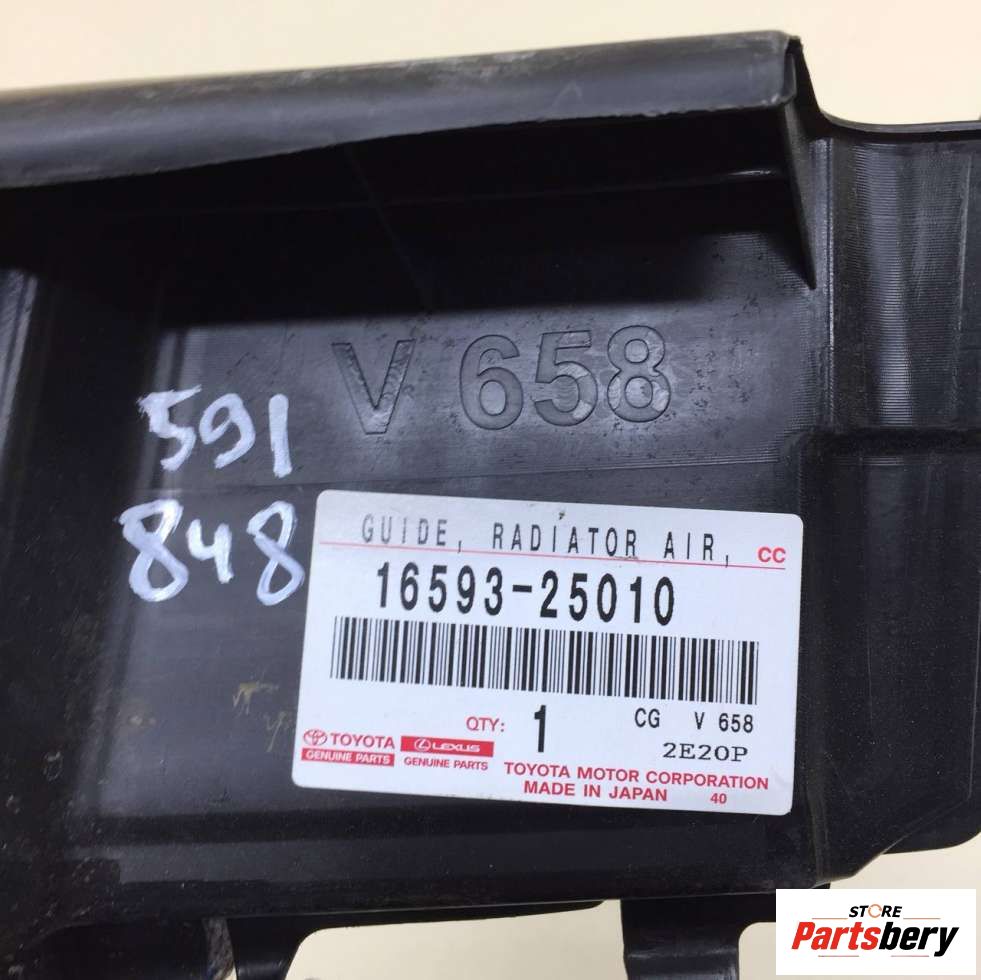 V 658
591
848
GUIDE, RADIATOR AIR, CC
16593-25010
QTY: 1 CG V 658
2E20P
TOYOTA LEXUS
GENUINE PARTS GENUINE PARTS
TOYOTA MOTOR CORPORATION
MADE IN JAPAN 40
STORE
Partsbery